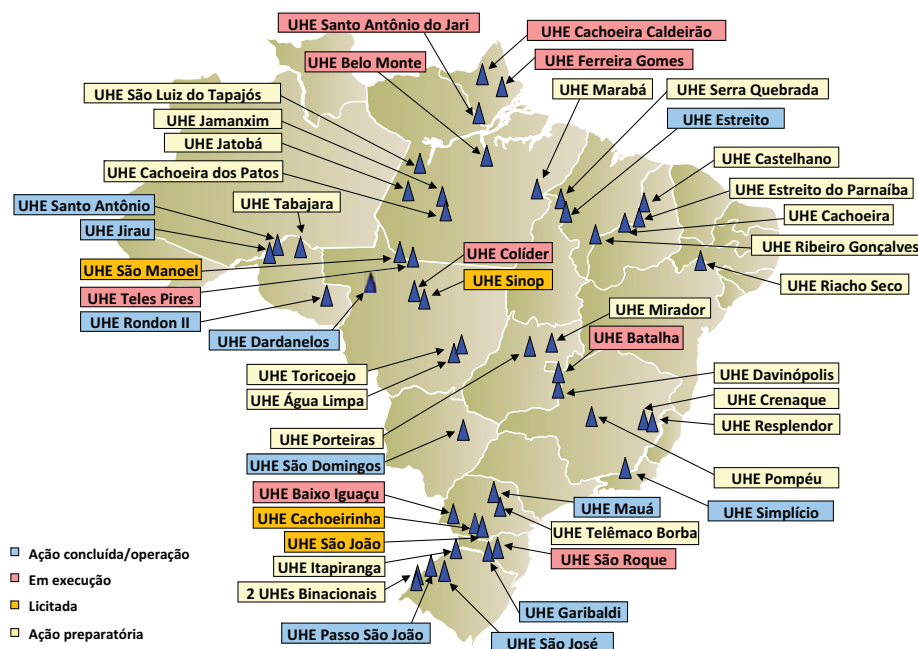 UHE Santo Antônio do Jari
UHE Cachoeira Caldeirão
UHE Belo Monte
UHE Ferreira Gomes
UHE São Luiz do Tapajós
UHE Marabá
UHE Serra Quebrada
UHE Jamanxim
UHE Estreito
UHE Jatobá
UHE Cachoeira dos Patos
UHE Castelhano
UHE Estreito do Parnaíba
UHE Santo Antônio
UHE Tabajara
UHE Cachoeira
UHE Jirau
UHE Ribeiro Gonçalves
UHE São Manoel
UHE Colíder
UHE Sinop
UHE Riacho Seco
UHE Teles Pires
UHE Rondon II
UHE Mirador
UHE Dardanelos
UHE Batalha
UHE Toricoejo
UHE Davinópolis
UHE Água Limpa
UHE Crenaque
UHE Resplendor
UHE Porteiras
UHE São Domingos
UHE Pompéu
UHE Baixo Iguaçu
UHE Mauá
UHE Simplício
UHE Cachoeirinha
UHE Telêmaco Borba
UHE São João
UHE São Roque
UHE Itapiranga
2 UHEs Binacionais
UHE Garibaldi
UHE Passo São João
UHE São José
Ação concluída/operação
Em execução
Licitada
Ação preparatória